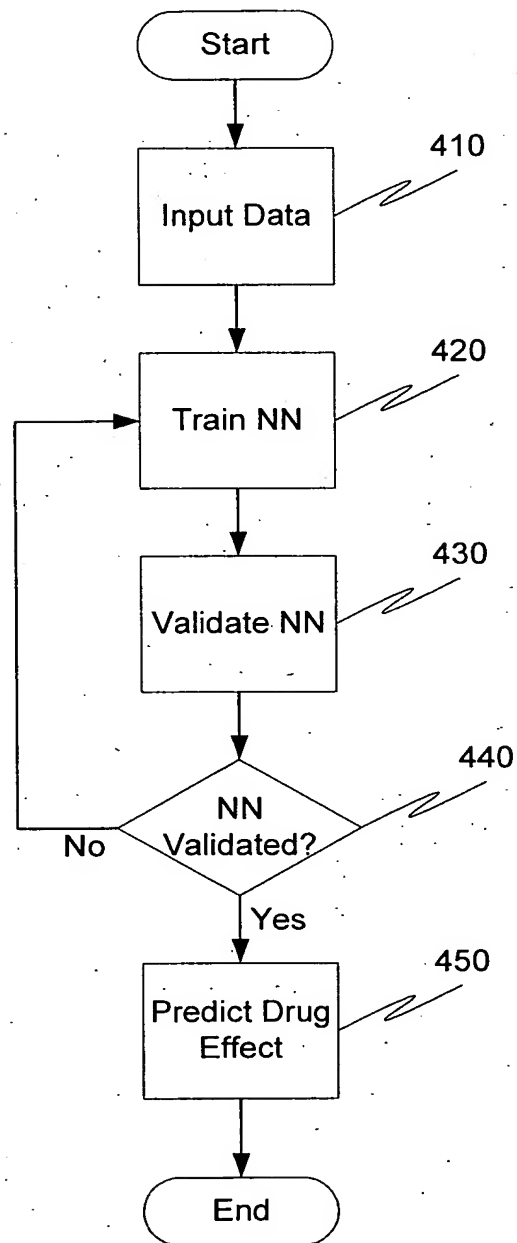 Start
410
Input Data
420
Train NN
430
Validate NN
440
NN
Validated?
No
Yes
450
Predict Drug
Effect
End